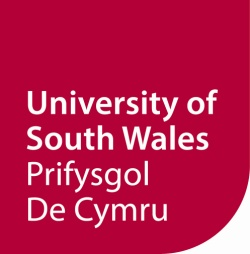 University of
South Wales
Prifysgol
De Cymru